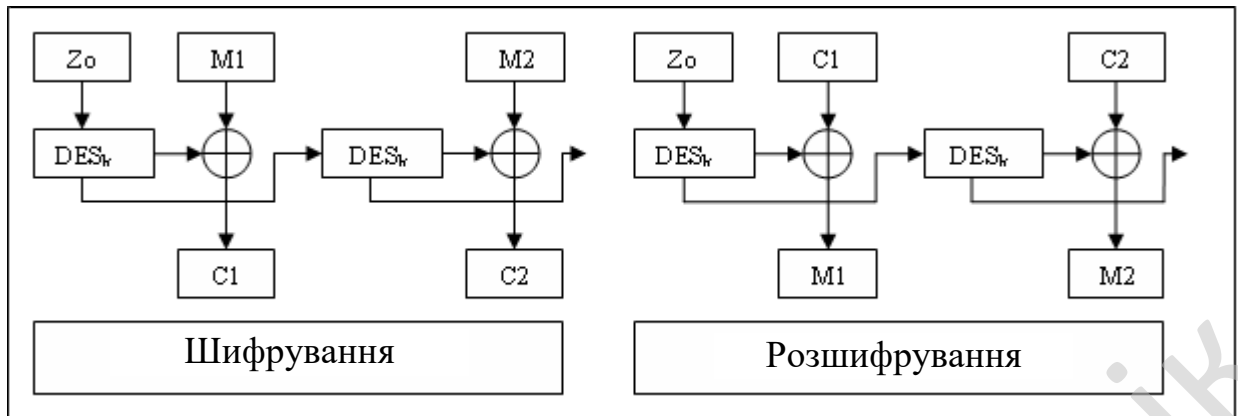 Zo M1 M2 Zo C1 C2
DESk DESk DESk DESk
C1 C2 M1 M2
Шифрування Розшифрування